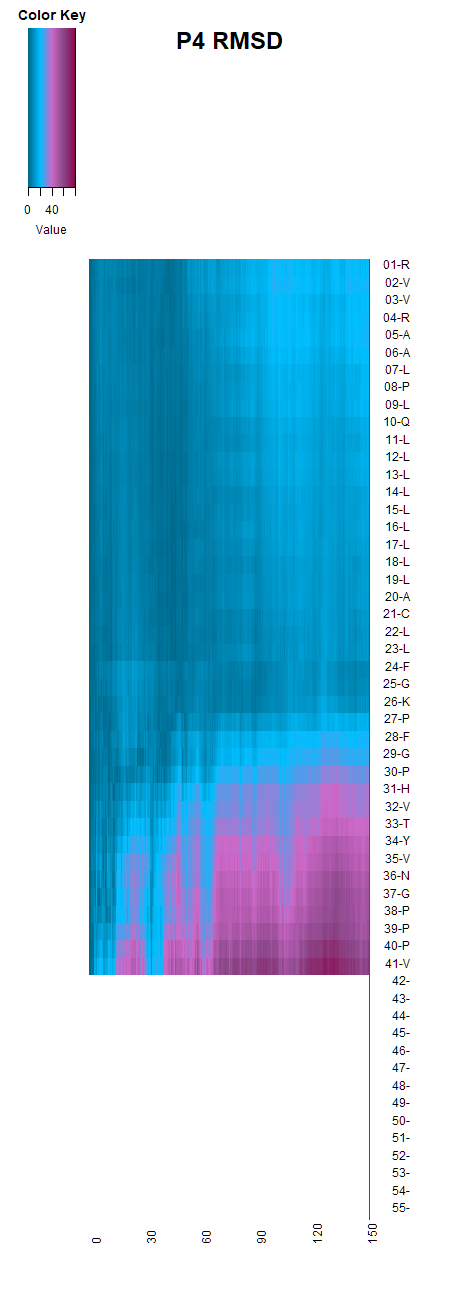 Color Key
P4 RMSD
0 40
Value
01-R
02-V
03-V
04-R
05-A
06-A
07-L
08-P
09-L
10-Q
11-L
12-L
13-L
14-L
15-L
16-L
17-L
18-L
19-L
20-A
21-C
22-L
23-L
24-F
25-G
26-K
27-P
28-F
29-G
30-P
31-H
32-V
33-T
34-Y
35-V
36-N
37-G
38-P
39-P
40-P
41-V
42-
43-
44-
45-
46-
47-
48-
49-
50-
51-
52-
53-
54-
55-
0 30 60 90 120 150